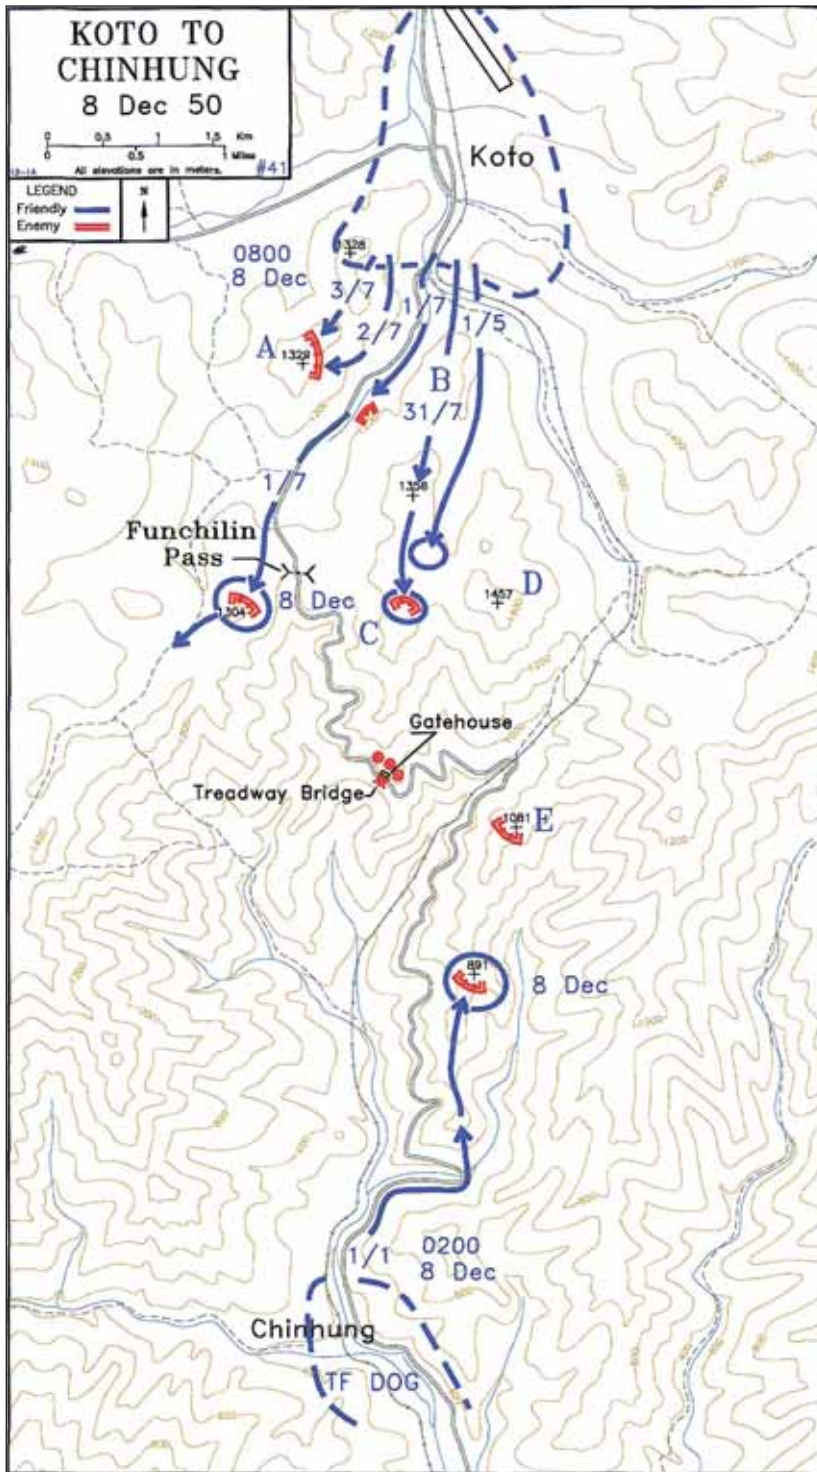 KOTO TO
CHINHUNG
8 Dec 50
0 0.5 1 1.5 Km
0 0.5 1 Miles
All elevations are in meters.
#41
LEGEND
Friendly
Enemy
N
Koto
1400
1328
0800
8 Dec
3/7
2/7
1/7
1/5
A
1329
B
31/7
1/7
1356
Funchilin
Pass
8 Dec
1304
C
1457
D
Gatehouse
Treadway Bridge
1081
E
891
8 Dec
1/1
0200
8 Dec
Chinhung
TF DOG